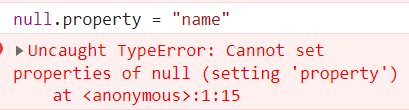 null.property = "name"
▶Uncaught TypeError: Cannot set
properties of null (setting 'property')
at <anonymous>:1:15